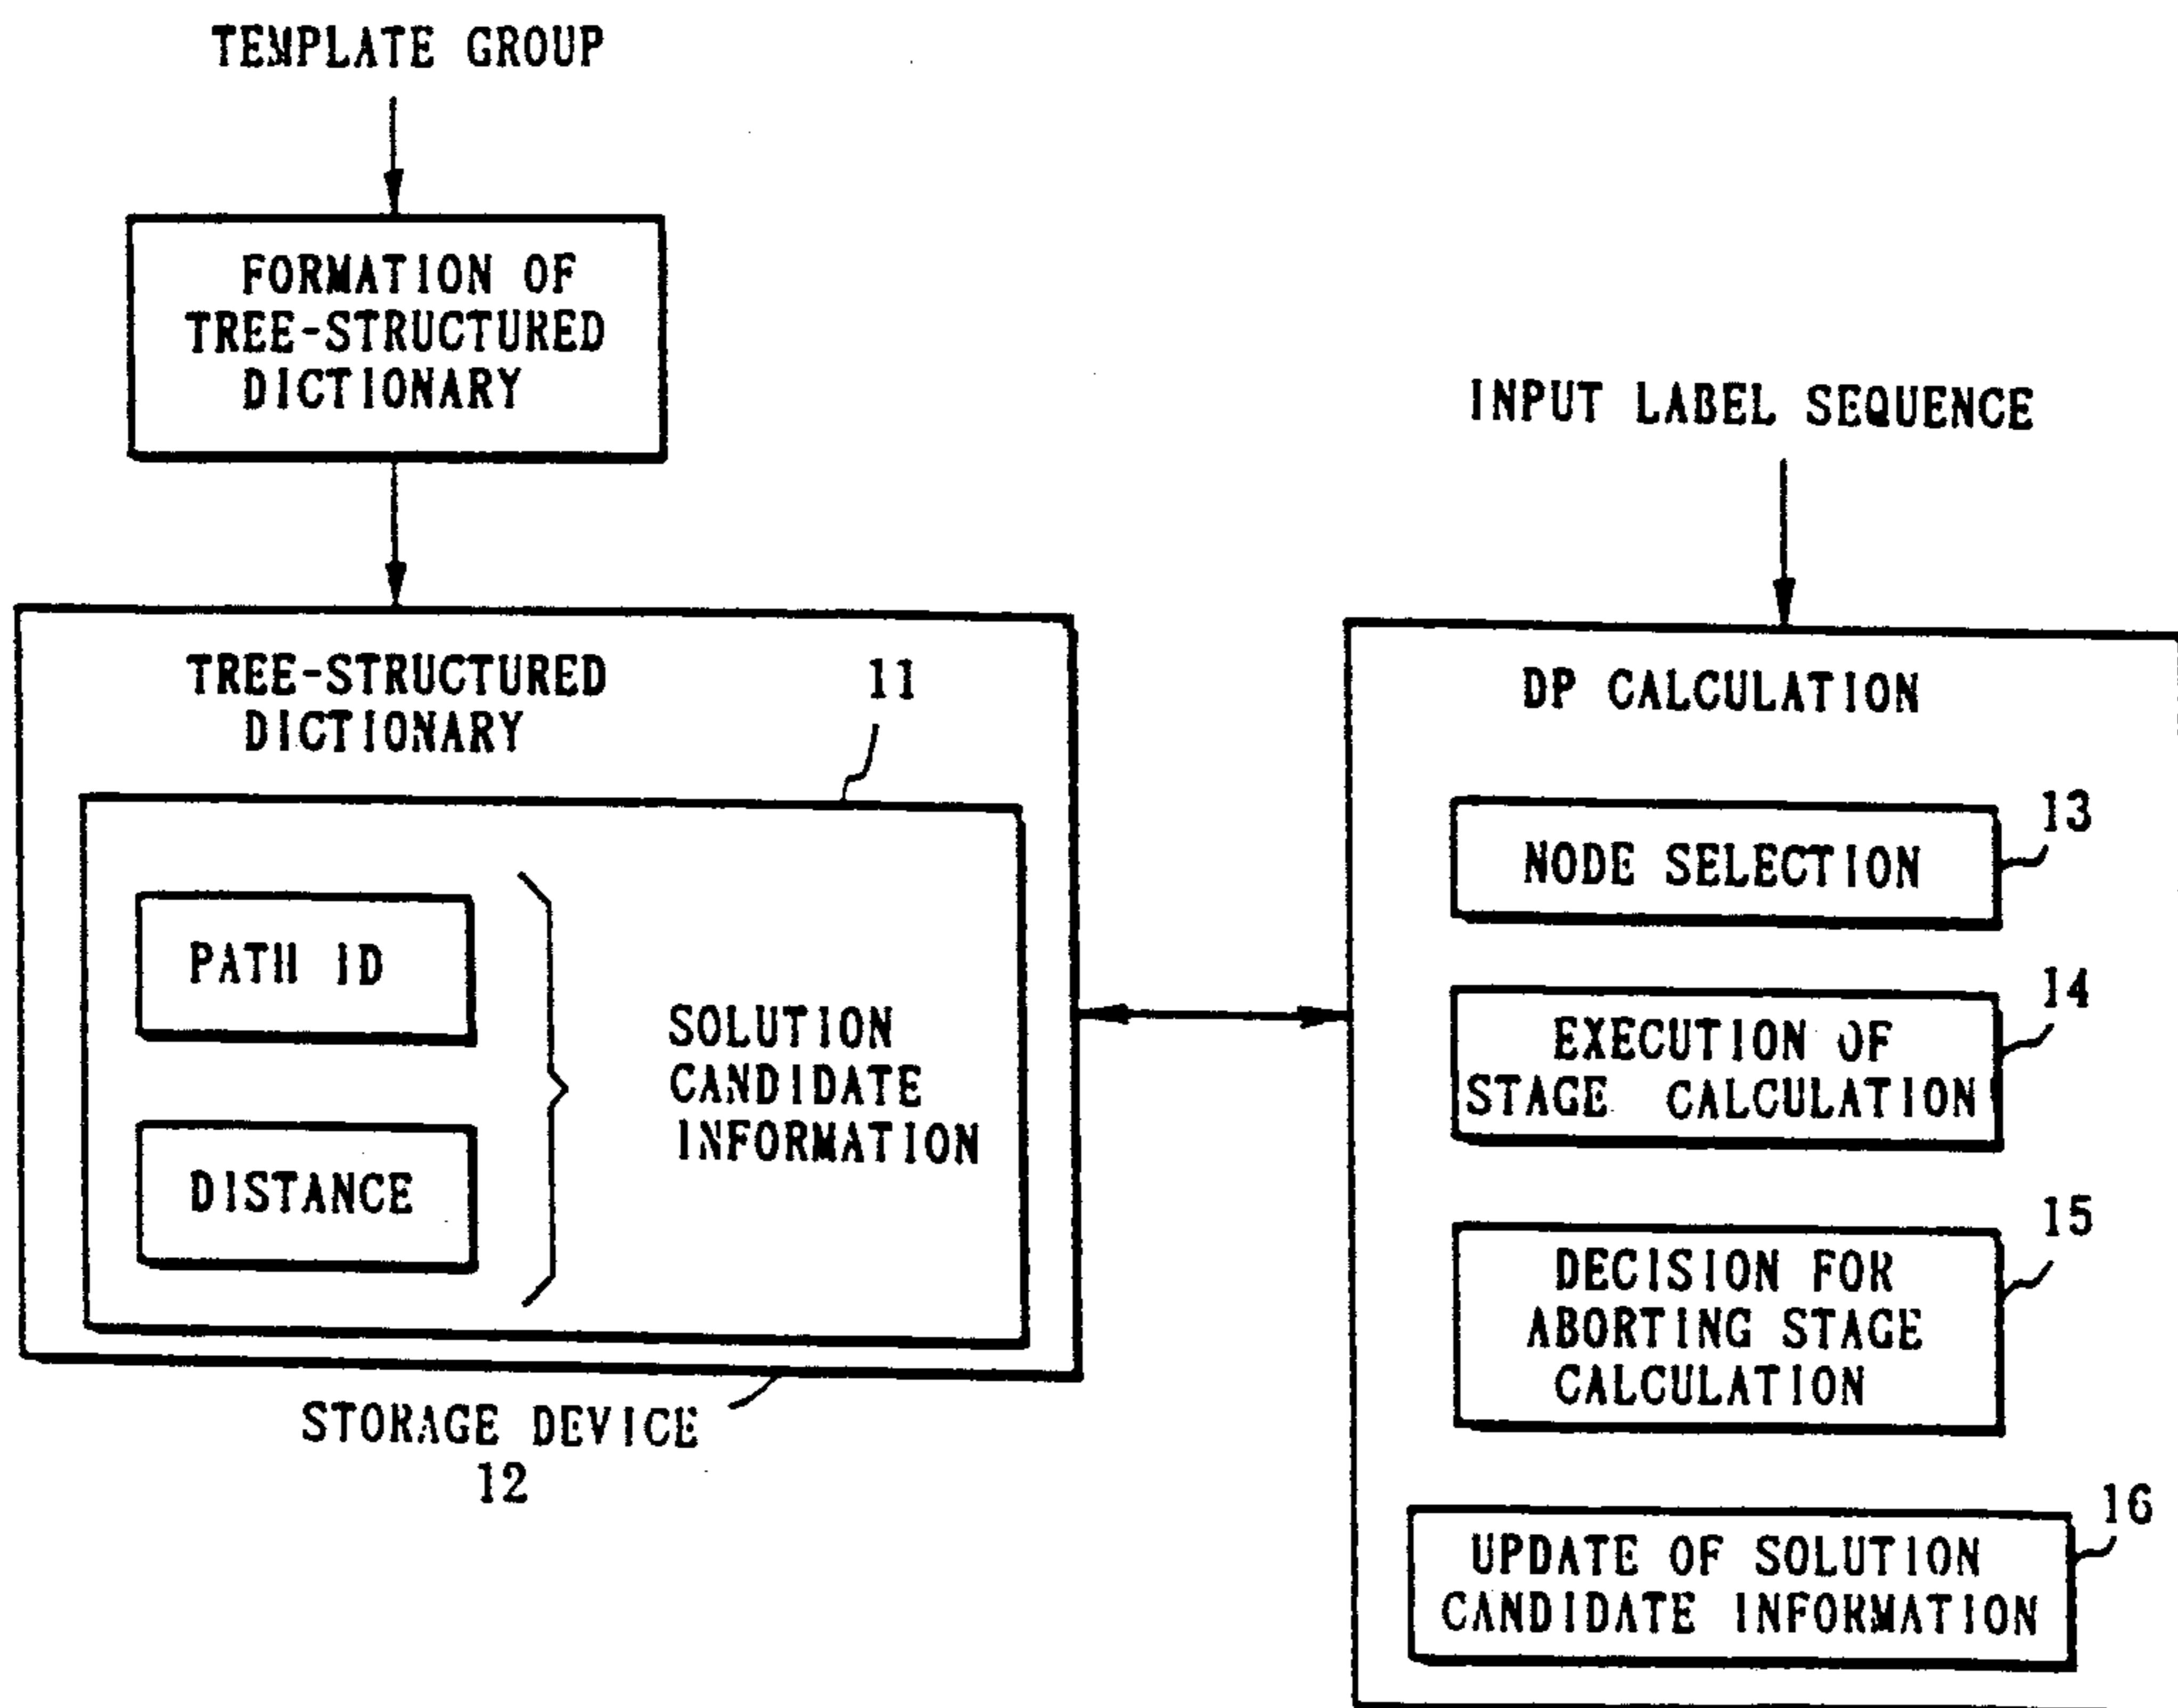 TEMPLATE GROUP
FORMATION OF
TREE-STRUCTURED
DICTIONARY
INPUT LABEL SEQUENCE
TREE-STRUCTURED
DICTIONARY
11
PATH ID
DISTANCE
SOLUTION
CANDIDATE
INFORMATION
STORAGE DEVICE
12
DP CALCULATION
NODE SELECTION
13
EXECUTION OF
STAGE CALCULATION
14
DECISION FOR
ABORTING STAGE
CALCULATION
15
UPDATE OF SOLUTION
CANDIDATE INFORMATION
16